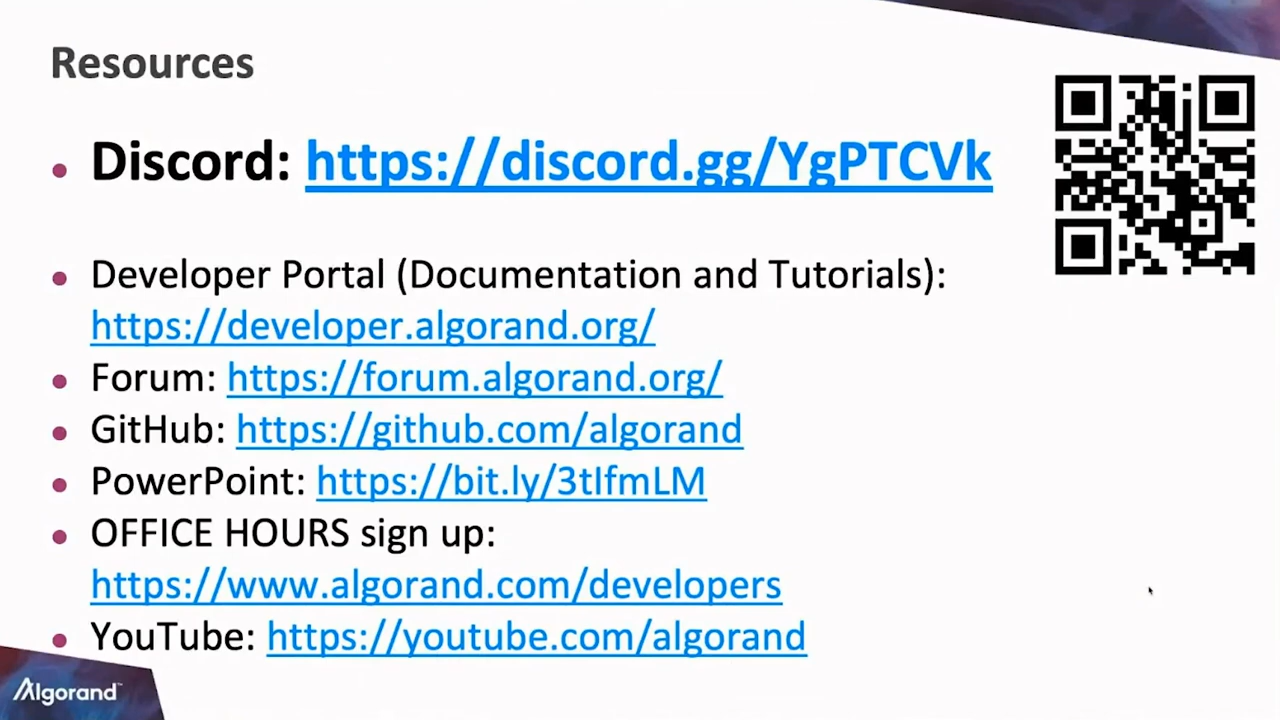 Resources
• Discord: https://discord.gg/YgPTCVk
• Developer Portal (Documentation and Tutorials):
https://developer.algorand.org/
• Forum: https://forum.algorand.org/
• GitHub: https://github.com/algorand
• PowerPoint: https://bit.ly/3tIfmLM
• OFFICE HOURS sign up:
https://www.algorand.com/developers
• YouTube: https://youtube.com/algorand
Algorand™